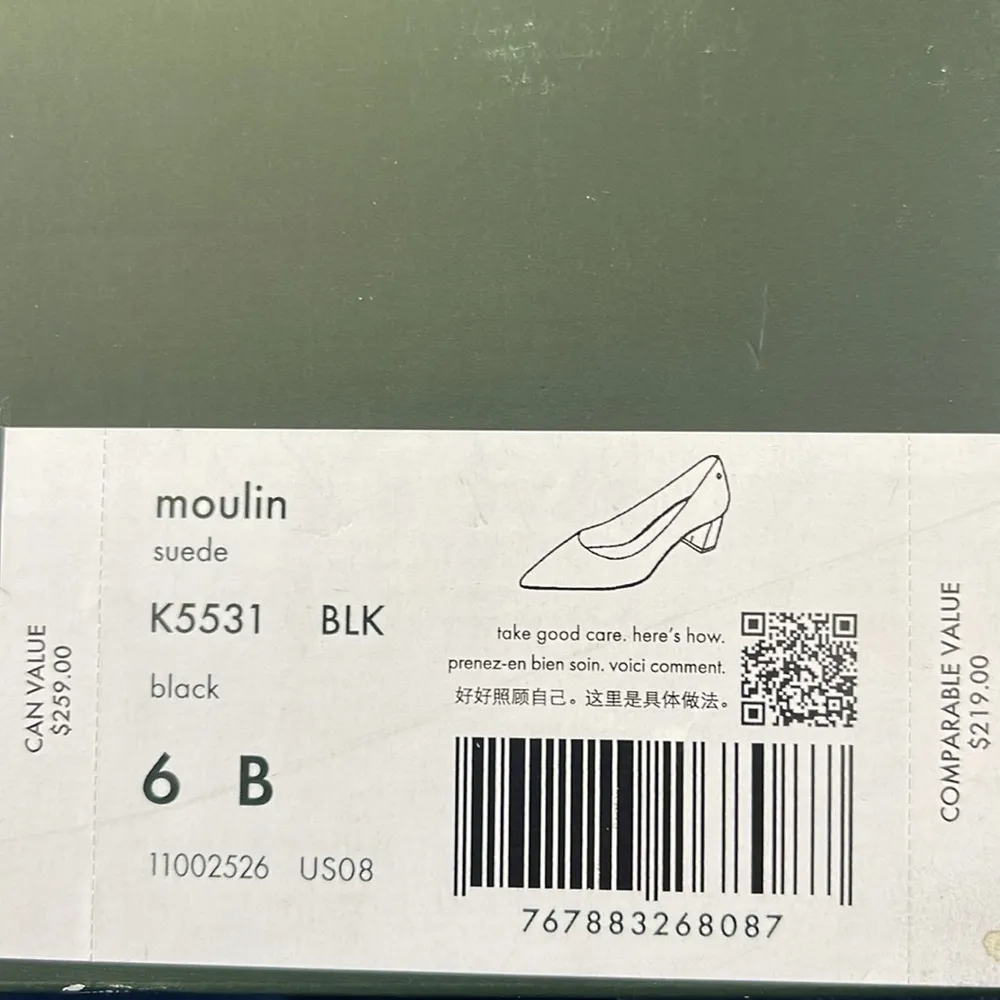 CAN VALUE
$259.00
moulin
suede
K5531 BLK
black
6 B
11002526 US08
take good care. here's how.
prenez-en bien soin. voici comment.
好好照顾自己。这里是具体做法。
767883268087
COMPARABLE VALUE
$219.00